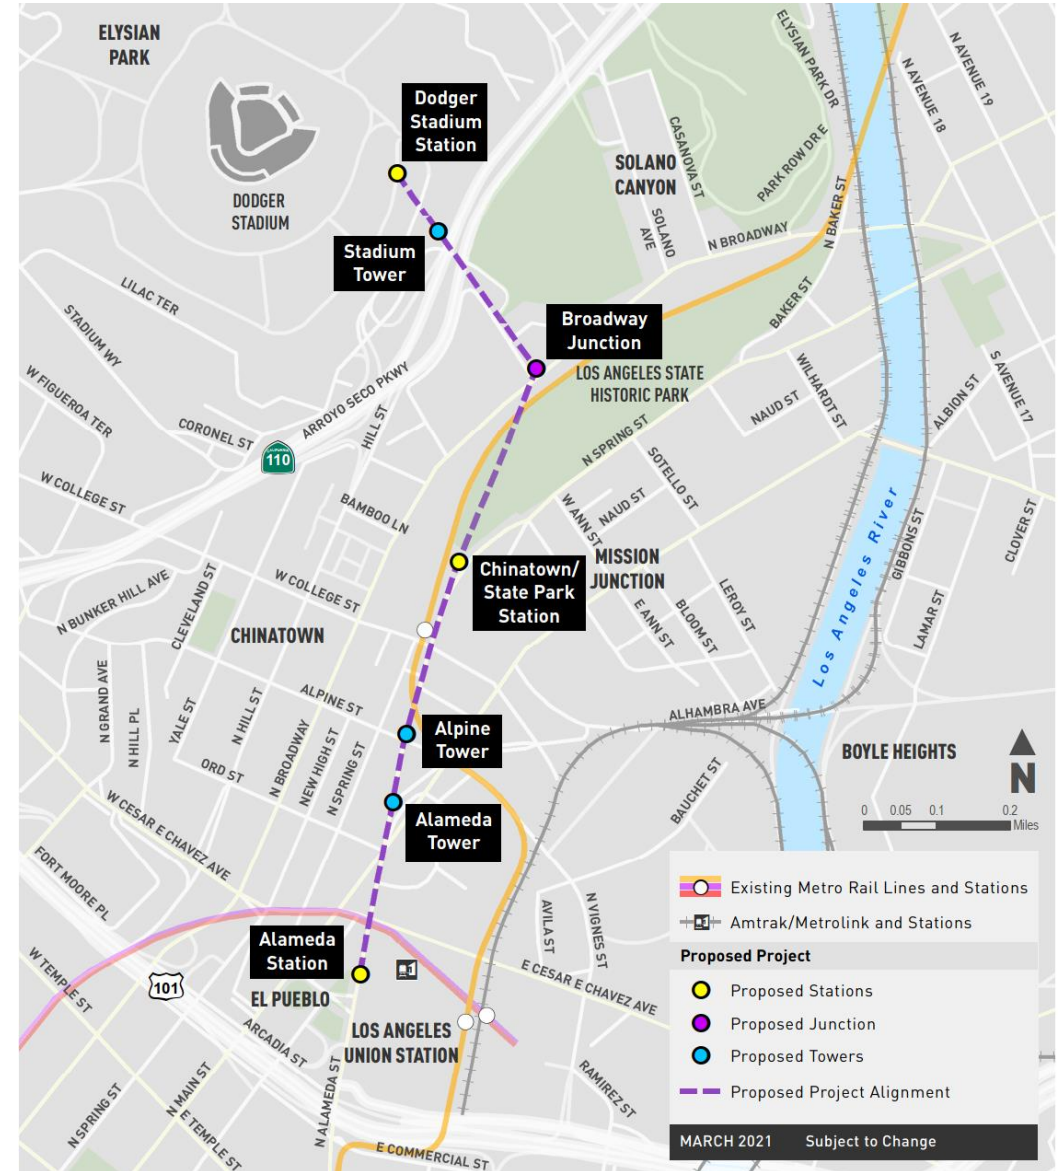 ELYSIAN
PARK
ELYSIAN PARK DR
N AVENUE 19
N AVENUE 18
Dodger
Stadium
Station
CASANOVA ST
PARK ROW DR E
SOLANO
CANYON
DODGER
STADIUM
SOLANO
AVE
N BROADWAY
N BAKER ST
Stadium
Tower
LILAC TER
BAKER ST
STADIUM WY
Broadway
Junction
LOS ANGELES STATE
HISTORIC PARK
WILHARDT ST
S AVENUE 17
ALBION ST
W FIGUEROA TER
ARROYO SECO PKWY
HILL ST
NAUD ST
CORONEL ST
CALIFORNIA
110
N SPRING ST
SOTELLO ST
W COLLEGE ST
BAMBOO LN
W ANN ST
NAUD ST
Los Angeles River
GIBBONS ST
CLOVER ST
MISSION
JUNCTION
Chinatown/
State Park
Station
N BUNKER HILL AVE
CLEVELAND ST
W COLLEGE ST
LEROY ST
BLOOM ST
E ANN ST
LAMAR ST
CHINATOWN
N GRAND AVE
N HILL PL
YALE ST
N HILL ST
ALPINE ST
ALHAMBRA AVE
Alpine
Tower
BOYLE HEIGHTS
N
ORD ST
N BROADWAY
NEW HIGH ST
N SPRING ST
BAUCHET ST
0 0.05 0.1 0.2
Miles
W CESAR E CHAVEZ AVE
Alameda
Tower
FORT MOORE PL
AVILA ST
N VIGNES ST
Alameda
Station
E CESAR E CHAVEZ AVE
W TEMPLE ST
101
EL PUEBLO
ARCADIA ST
LOS ANGELES
UNION STATION
N ALAMEDA ST
RAMIREZ ST
N SPRING ST
N MAIN ST
E TEMPLE ST
E COMMERCIAL ST
Existing Metro Rail Lines and Stations
Amtrak/Metrolink and Stations
Proposed Project
Proposed Stations
Proposed Junction
Proposed Towers
Proposed Project Alignment
MARCH 2021 Subject to Change